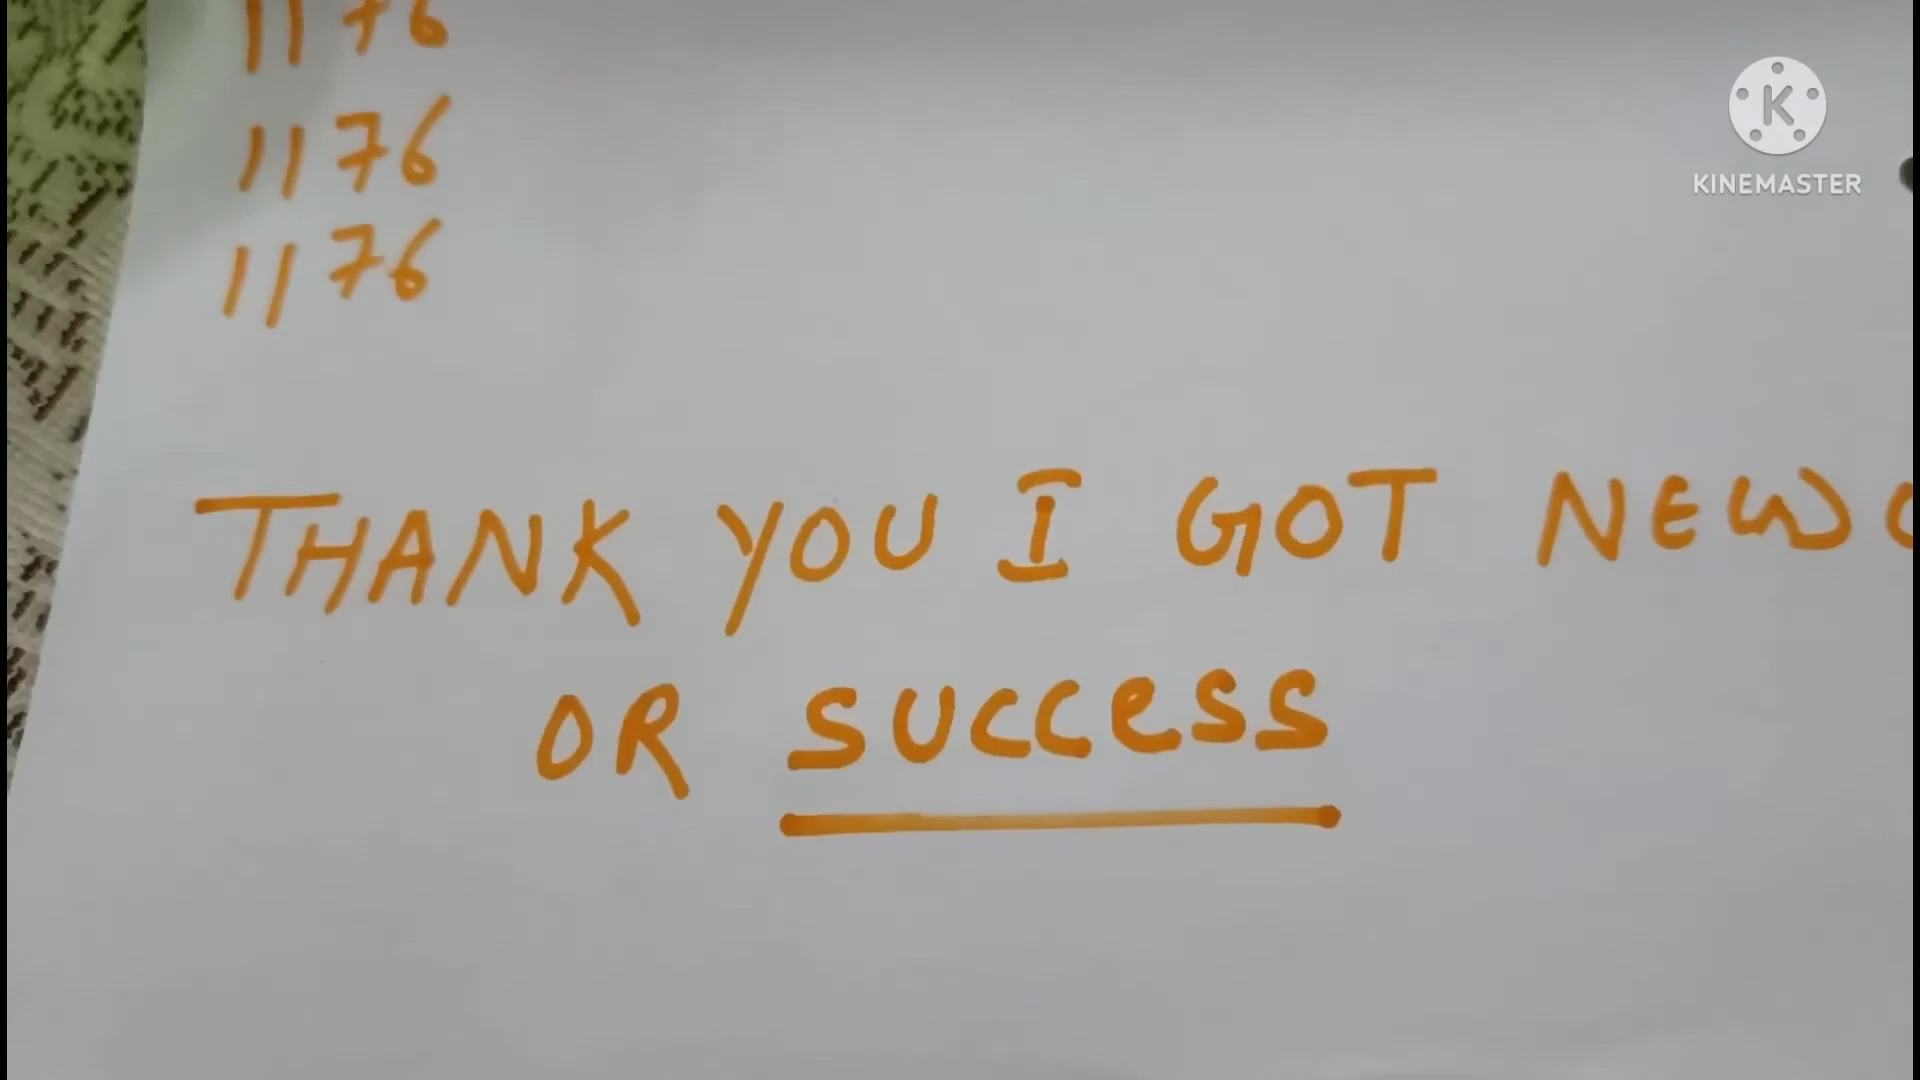 1176
1176
1176
THANK YOU I GOT NEW
OR SUCCESS
KINEMASTER